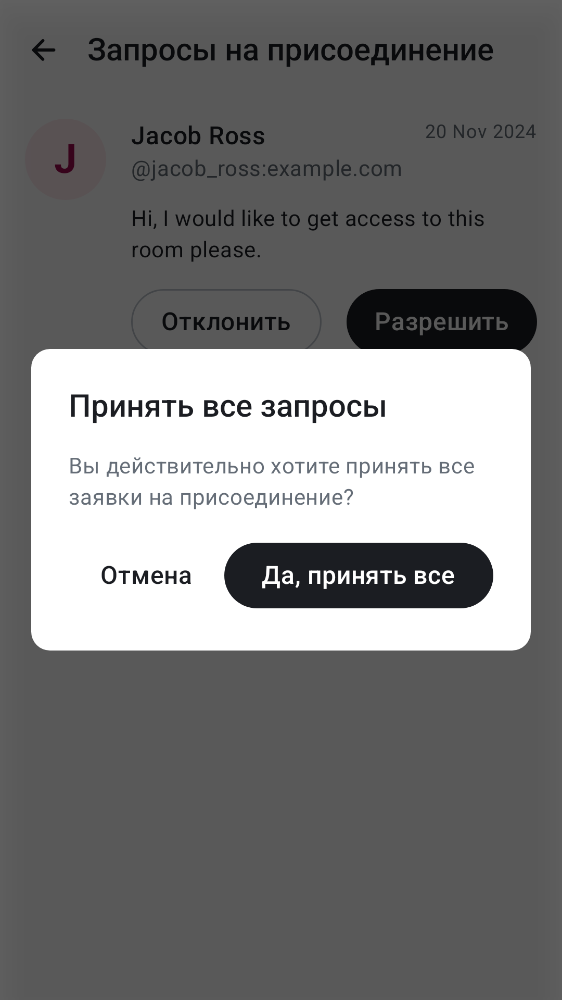 Запросы на присоединение
J
Jacob Ross
20 Nov 2024
@jacob_ross:example.com
Hi, I would like to get access to this
room please.
Отклонить
Разрешить
Принять все запросы
Вы действительно хотите принять все
заявки на присоединение?
Отмена
Да, принять все